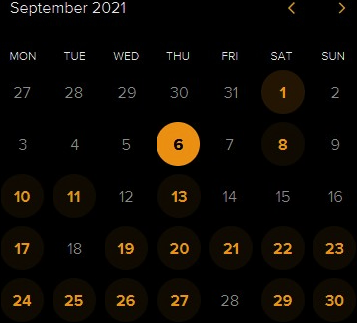 September 2021
MON TUE WED THU FRI SAT SUN
27 28 29 30 31 1 2
3 4 5 6 7 8 9
10 11 12 13 14 15 16
17 18 19 20 21 22 23
24 25 26 27 28 29 30